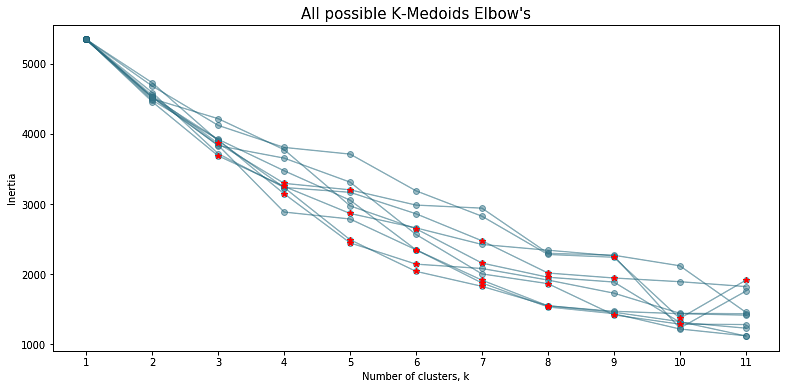 All possible K-Medoids Elbow's
5000
4000
3000
2000
1000
Inertia
1 2 3 4 5 6 7 8 9 10 11
Number of clusters, k